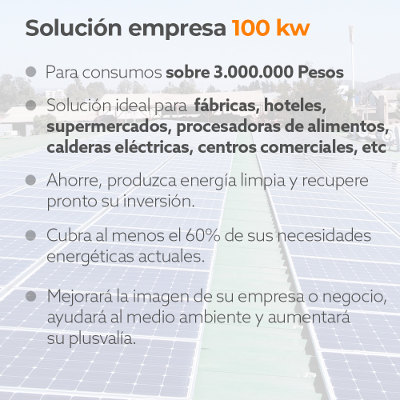 Solución empresa 100 kw
Para consumos sobre 3.000.000 Pesos
Solución ideal para fábricas, hoteles,
supermercados, procesadoras de alimentos,
calderas eléctricas, centros comerciales, etc
Ahorre, produzca energía limpia y recupere
pronto su inversión.
Cubra al menos el 60% de sus necesidades
energéticas actuales.
Mejorará la imagen de su empresa o negocio,
ayudará al medio ambiente y aumentará
su plusvalía.